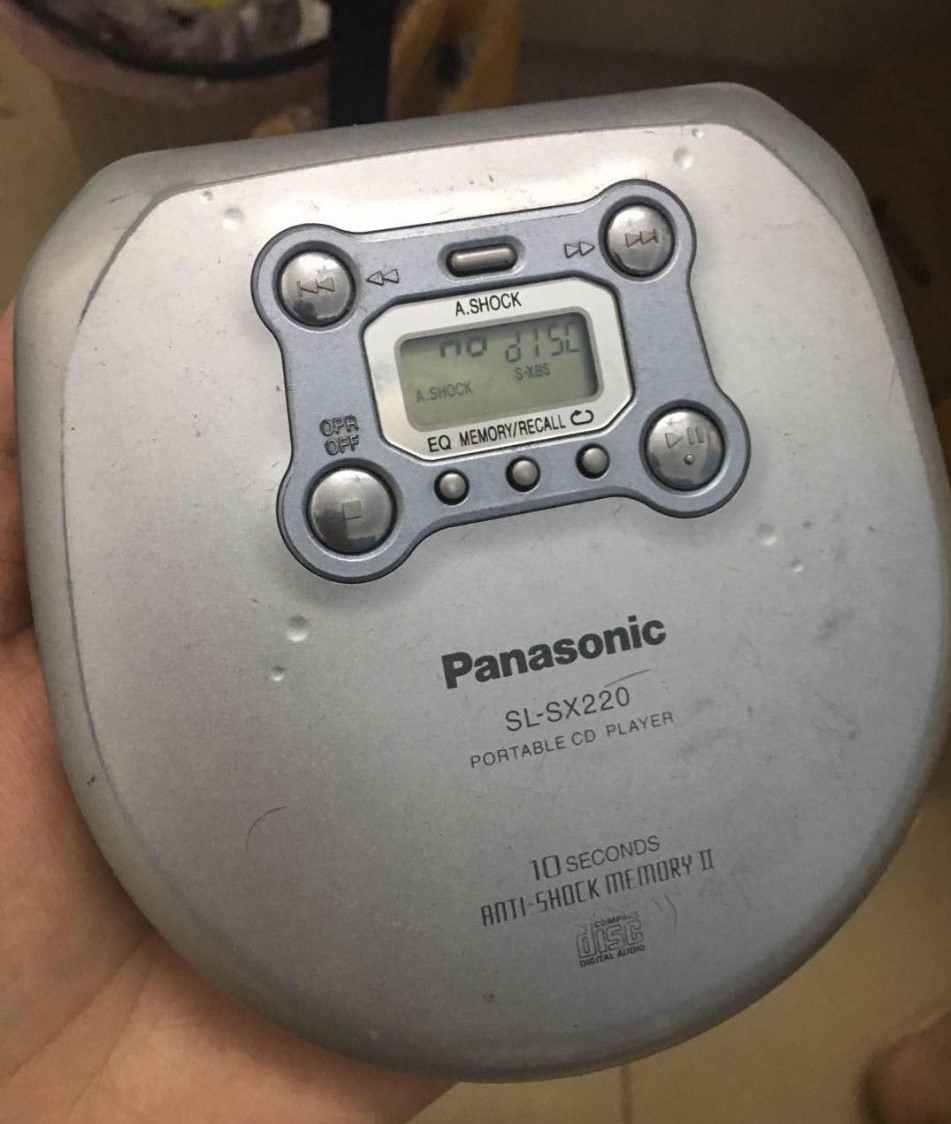 A.SHOCK
no dISC
S-XBS
A.SHOCK
OPR
OFF
EQ MEMORY/RECALL
Panasonic
SL-SX220
PORTABLE CD PLAYER
10 SECONDS
ANTI-SHOCK MEMORY II
COMPACT
disc
DIGITAL AUDIO